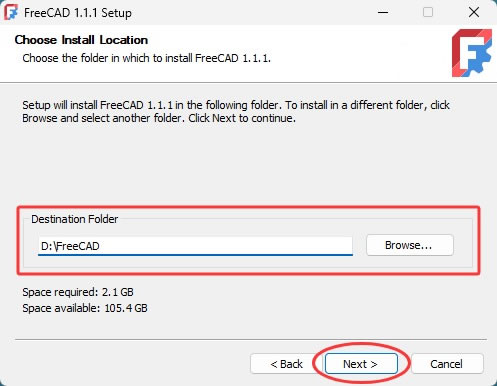 FreeCAD 1.1.1 Setup
Choose Install Location
Choose the folder in which to install FreeCAD 1.1.1.
Setup will install FreeCAD 1.1.1 in the following folder. To install in a different folder, click
Browse and select another folder. Click Next to continue.
Destination Folder
D:\FreeCAD
Browse...
Space required: 2.1 GB
Space available: 105.4 GB
< Back
Next >
Cancel